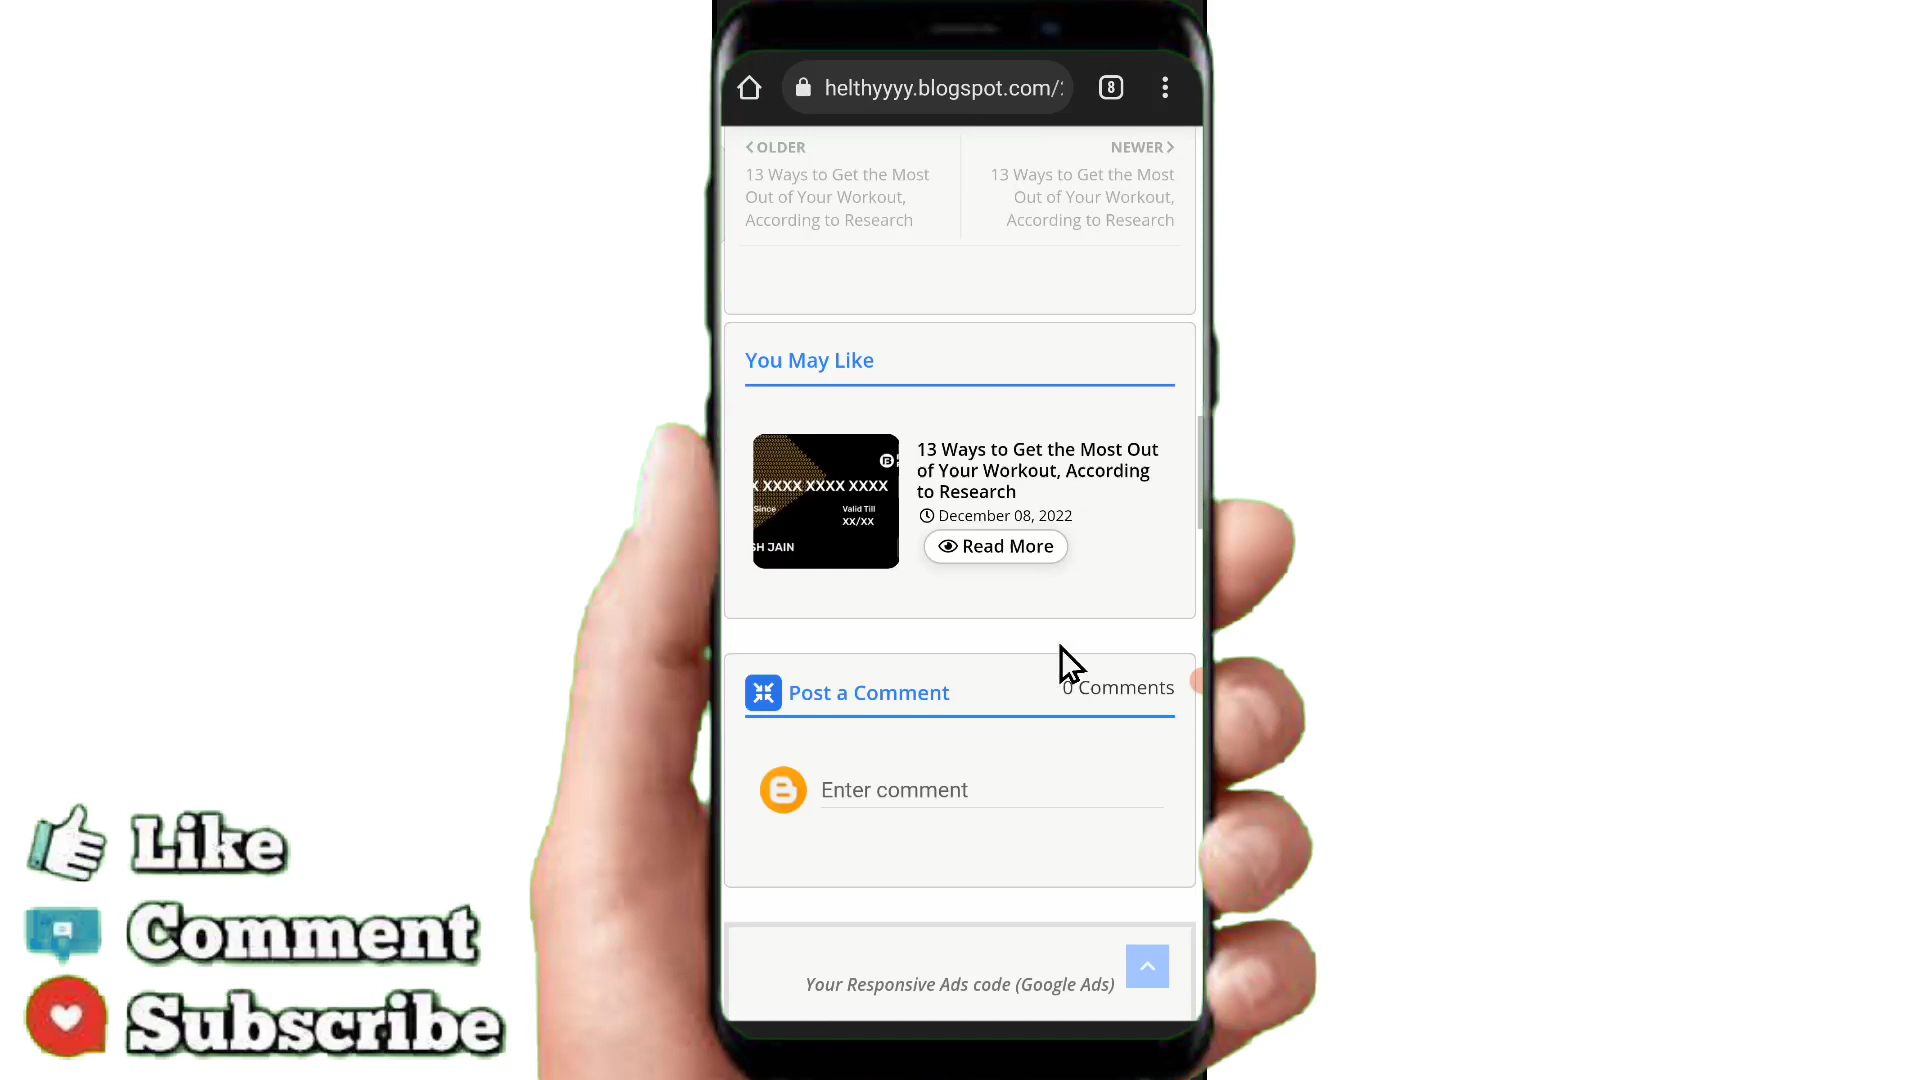 helthyyyy.blogspot.com/
8
OLDER
13 Ways to Get the Most
Out of Your Workout,
According to Research
NEWER
13 Ways to Get the Most
Out of Your Workout,
According to Research
You May Like
XXXX XXXX XXXX
Since
Valid Till
XX/XX
SH JAIN
13 Ways to Get the Most Out
of Your Workout, According
to Research
December 08, 2022
Read More
Post a Comment
0 Comments
Enter comment
Your Responsive Ads code (Google Ads)
Like
Comment
Subscribe